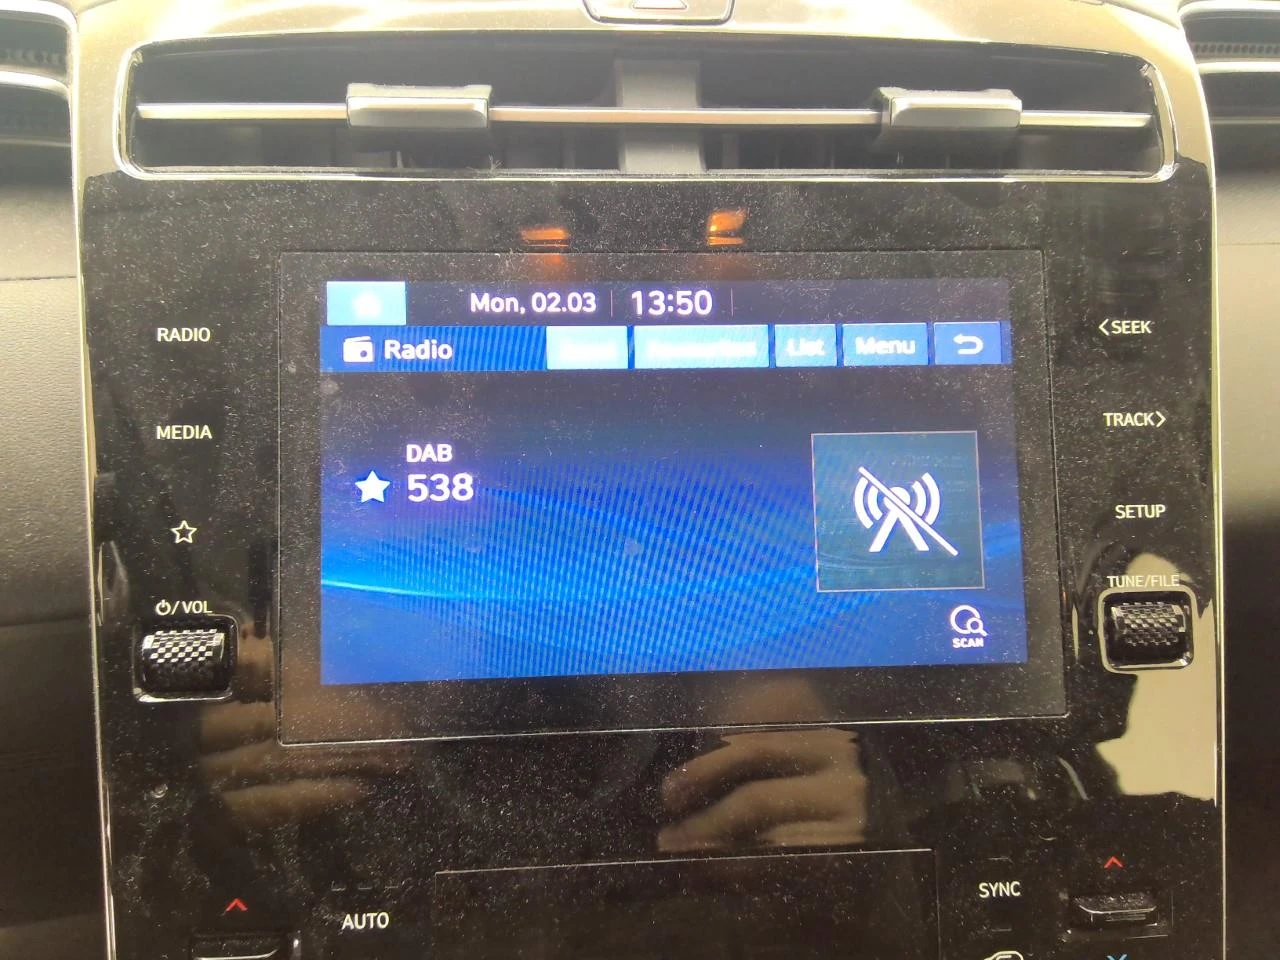 Mon, 02.03 13:50
Radio List Menu
RADIO
MEDIA
DAB
538
SCAN
/VOL
<SEEK
TRACK>
SETUP
TUNE/FILE
AUTO
SYNC